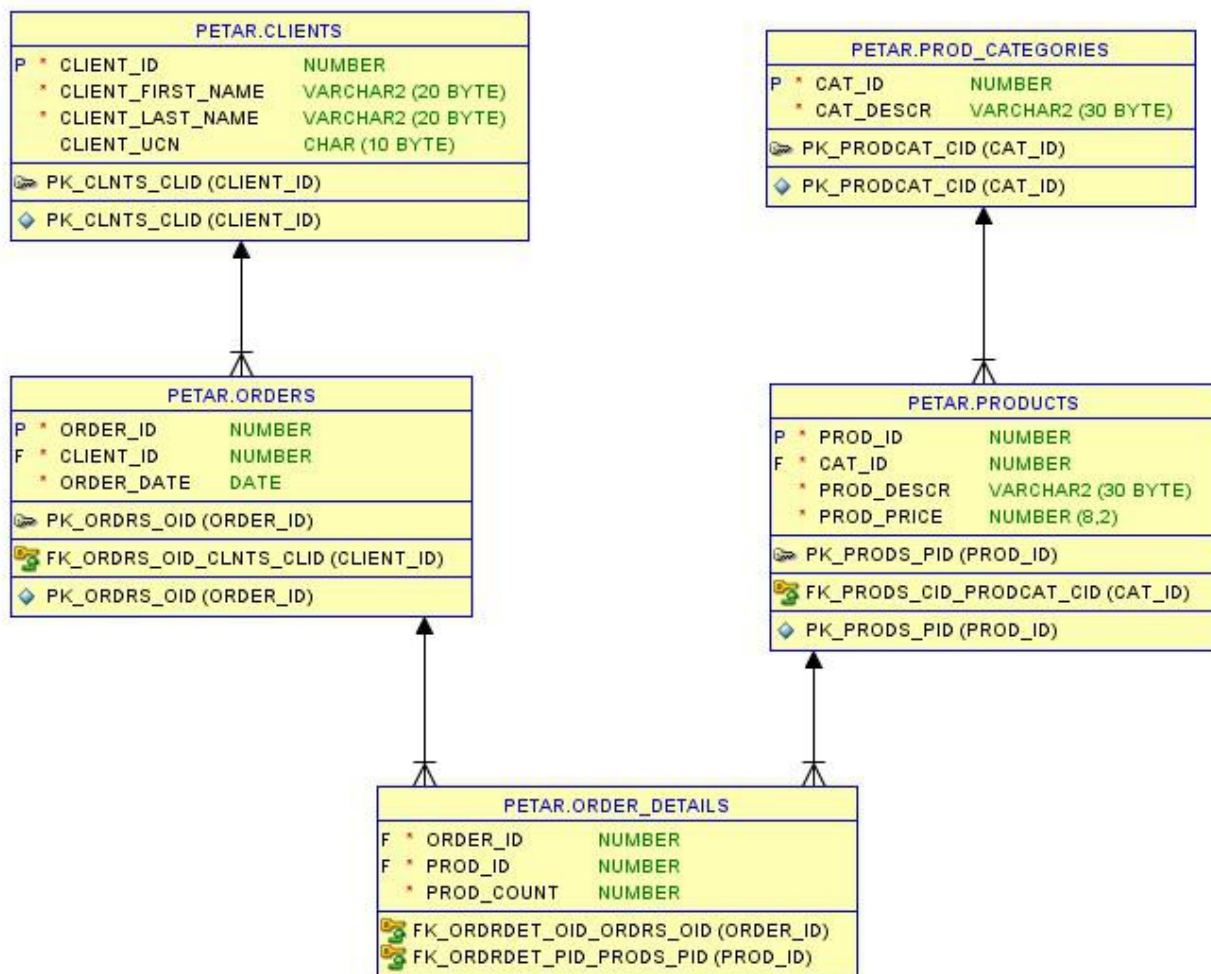 PETAR.CLIENTS
P * CLIENT_ID NUMBER
* CLIENT_FIRST_NAME VARCHAR2 (20 BYTE)
* CLIENT_LAST_NAME VARCHAR2 (20 BYTE)
CLIENT_UCN CHAR (10 BYTE)
PK_CLNTS_CLID (CLIENT_ID)
PK_CLNTS_CLID (CLIENT_ID)
PETAR.PROD_CATEGORIES
P * CAT_ID NUMBER
* CAT_DESCR VARCHAR2 (30 BYTE)
PK_PRODCAT_CID (CAT_ID)
PK_PRODCAT_CID (CAT_ID)
PETAR.ORDERS
P * ORDER_ID NUMBER
F * CLIENT_ID NUMBER
* ORDER_DATE DATE
PK_ORDRS_OID (ORDER_ID)
FK_ORDRS_OID_CLNTS_CLID (CLIENT_ID)
PK_ORDRS_OID (ORDER_ID)
PETAR.PRODUCTS
P * PROD_ID NUMBER
F * CAT_ID NUMBER
* PROD_DESCR VARCHAR2 (30 BYTE)
* PROD_PRICE NUMBER (8,2)
PK_PRODS_PID (PROD_ID)
FK_PRODS_CID_PRODCAT_CID (CAT_ID)
PK_PRODS_PID (PROD_ID)
PETAR.ORDER_DETAILS
F * ORDER_ID NUMBER
F * PROD_ID NUMBER
* PROD_COUNT NUMBER
FK_ORDRDET_OID_ORDRS_OID (ORDER_ID)
FK_ORDRDET_PID_PRODS_PID (PROD_ID)